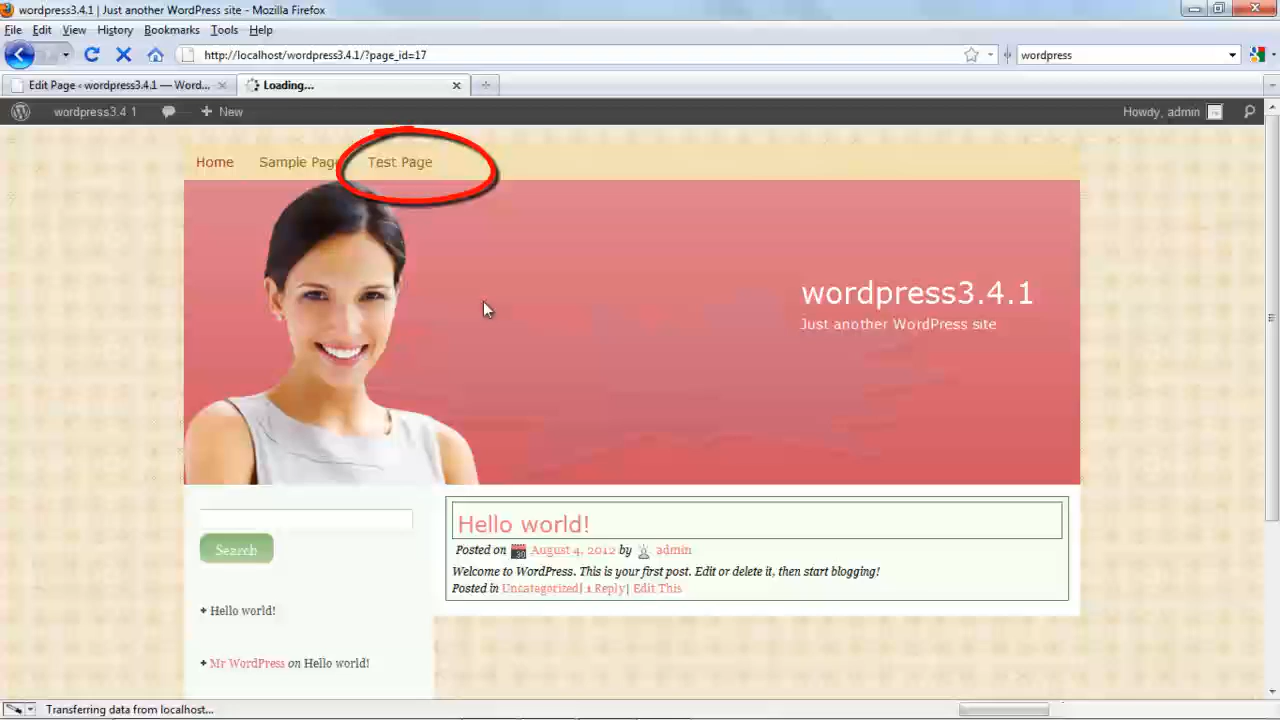 wordpress3.4.1 | Just another WordPress site - Mozilla Firefox
File Edit View History Bookmarks Tools Help
http://localhost/wordpress3.4.1/?page_id=17
wordpress
Edit Page ‹ wordpress3.4.1 — Word...
Loading...
wordpress3.4.1 New Howdy, admin
Home Sample Page Test Page
wordpress3.4.1
Just another WordPress site
Search
Hello world!
Mr WordPress on Hello world!
Hello world!
Posted on August 4, 2012 by admin
Welcome to WordPress. This is your first post. Edit or delete it, then start blogging!
Posted in Uncategorized| 1 Reply| Edit This
Transferring data from localhost...